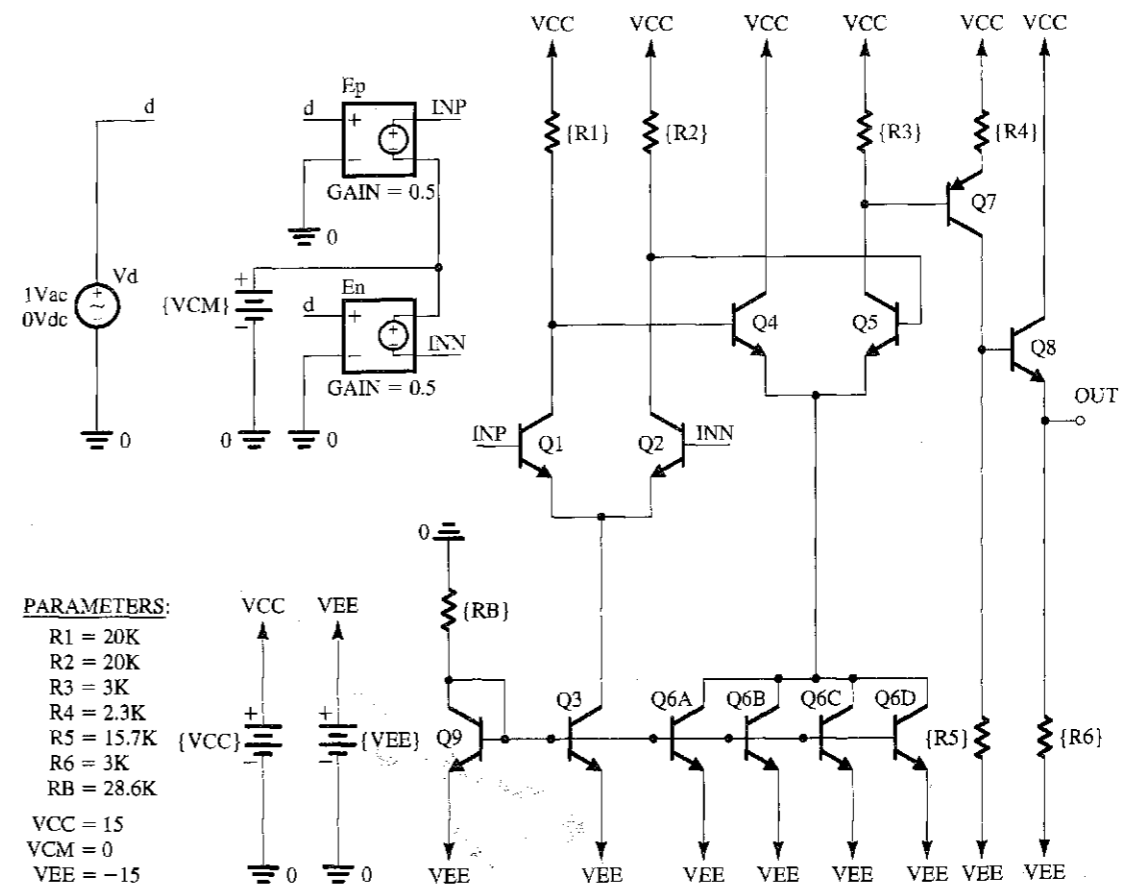 VCC VCC VCC VCC VCC VCC
Ep
d
d
INP
{R1}
{R2}
{R3}
{R4}
+
+
−
−
GAIN = 0.5
Q7
0
Vd
1Vac
0Vdc
+
~
−
+
{VCM}
−
En
d
+
+
−
−
INN
GAIN = 0.5
Q4
Q5
Q8
OUT
0
0
0
INP
Q1
Q2
INN
0
{RB}
PARAMETERS:
R1 = 20K
R2 = 20K
R3 = 3K
R4 = 2.3K
R5 = 15.7K
R6 = 3K
RB = 28.6K
VCC = 15
VCM = 0
VEE = −15
VCC
VEE
+
{VCC}
−
+
{VEE}
−
0
0
Q9
Q3
Q6A
Q6B
Q6C
Q6D
{R5}
{R6}
VEE VEE VEE VEE VEE VEE VEE VEE